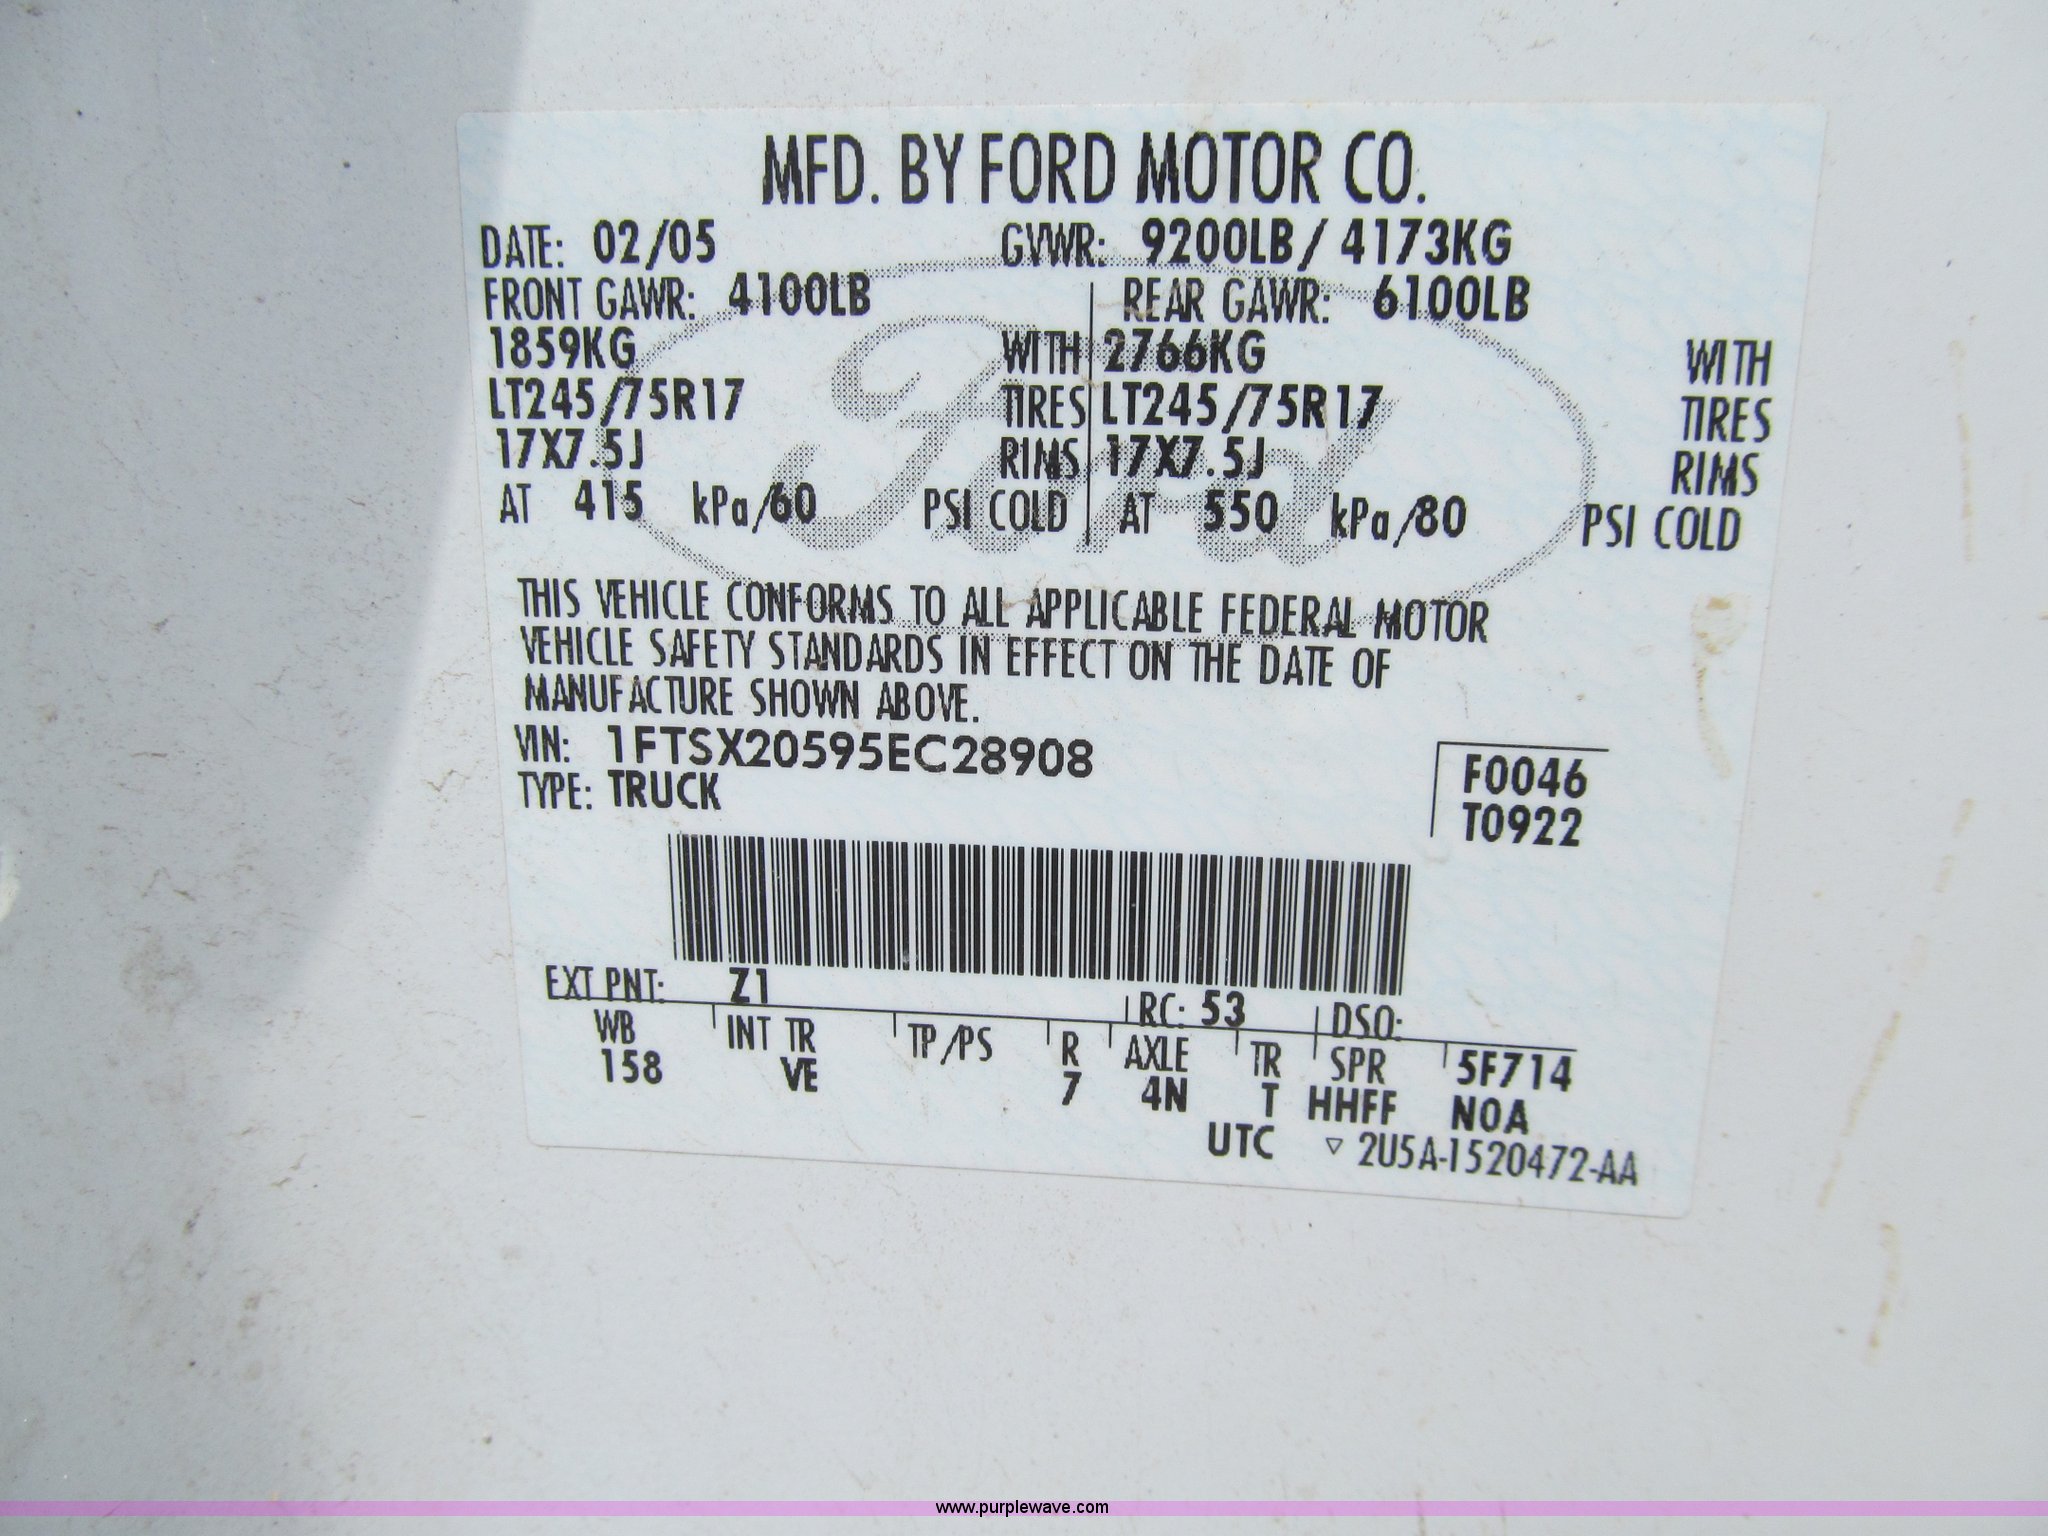 MFD. BY FORD MOTOR CO.
DATE: 02/05 GVWR: 9200LB/ 4173KG
FRONT GAWR: 4100LB REAR GAWR: 6100LB
1859KG WITH 2766KG WITH
LT245/75R17 TIRES LT245/75R17 TIRES
17X7.5J RIMS 17X7.5J RIMS
AT 415 kPa/60 PSI COLD AT 550 kPa/80 PSI COLD
Ford
THIS VEHICLE CONFORMS TO ALL APPLICABLE FEDERAL MOTOR
VEHICLE SAFETY STANDARDS IN EFFECT ON THE DATE OF
MANUFACTURE SHOWN ABOVE.
VIN: 1FTSX20595EC28908
TYPE: TRUCK
F0046
T0922
EXT PNT: Z1 RC: 53 DSO:
WB INT TR TP/PS R AXLE TR SPR 5F714
158 VE 7 4N T HHFF NOA
UTC ▽ 2U5A-1520472-AA
www.purplewave.com